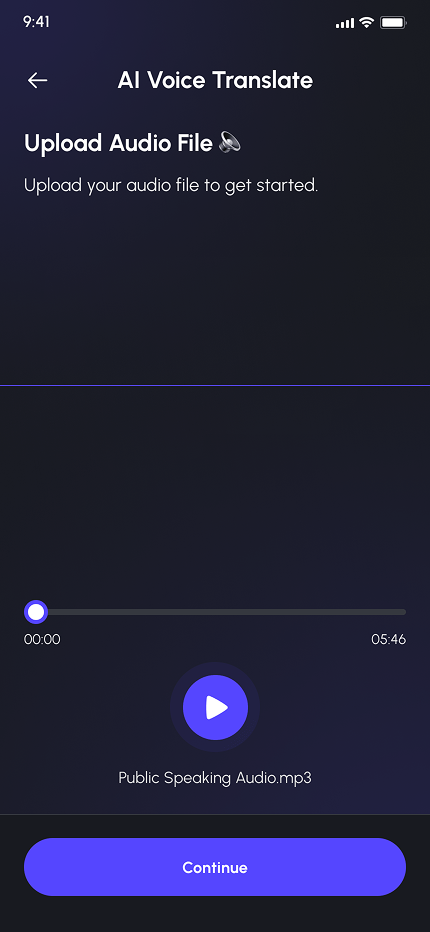 9:41
AI Voice Translate
Upload Audio File 🔈
Upload your audio file to get started.
00:00 05:46
Public Speaking Audio.mp3
Continue